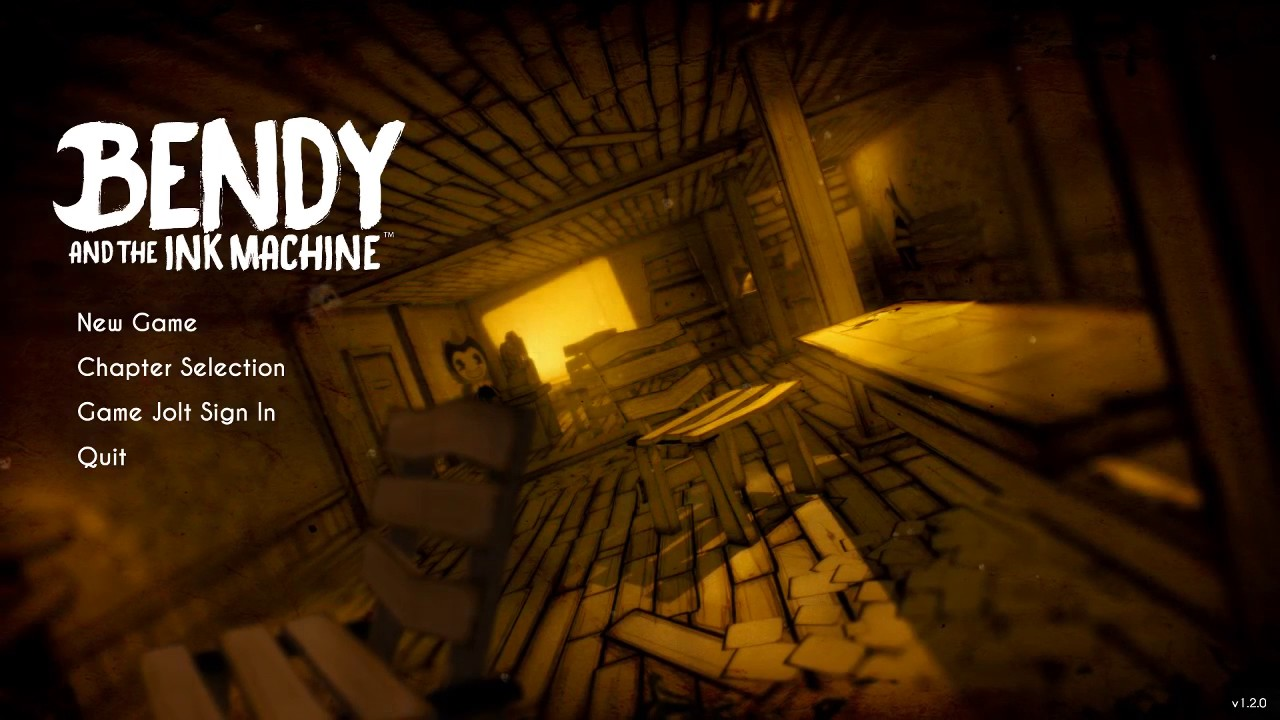 BENDY
AND THE INK MACHINE™
New Game
Chapter Selection
Game Jolt Sign In
Quit
v1.2.0